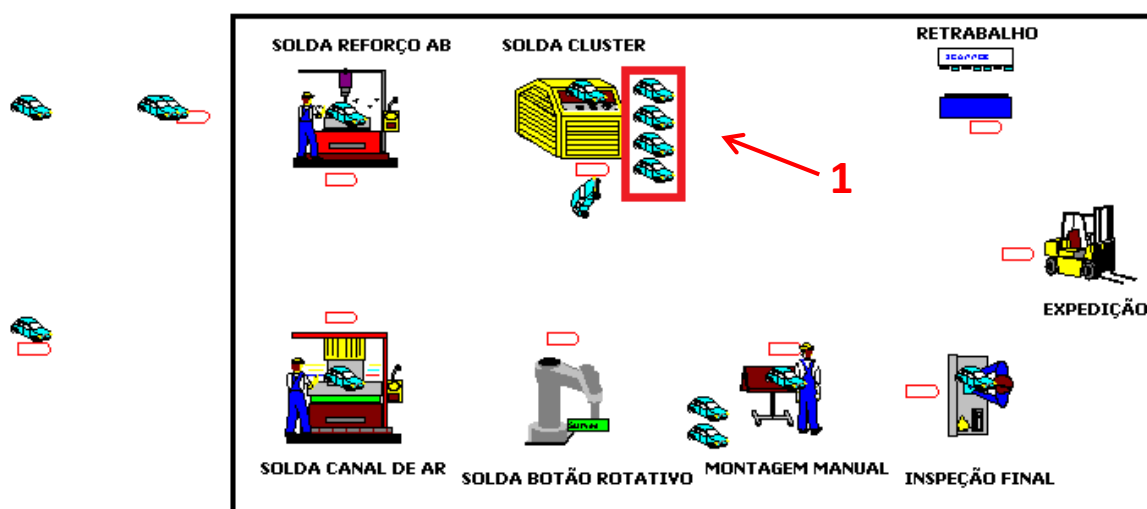 SOLDA REFORÇO AB
SOLDA CLUSTER
RETRABALHO
1
EXPEDIÇÃO
SOLDA CANAL DE AR
SOLDA BOTÃO ROTATIVO
MONTAGEM MANUAL
INSPEÇÃO FINAL